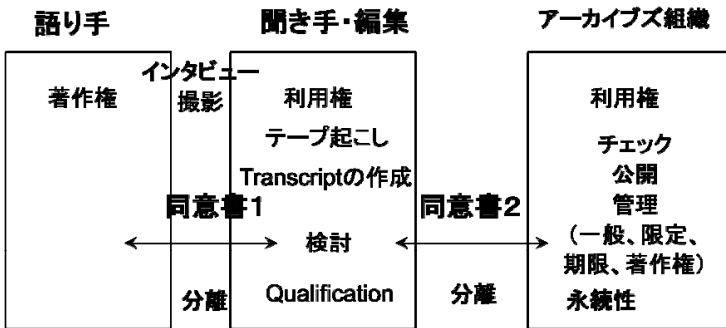 語り手
聞き手・編集
アーカイブズ組織
著作権
インタビュー
撮影
利用権
テープ起こし
Transcriptの作成
同意書1
検討
Qualification
分離
同意書2
分離
利用権
チェック
公開
管理
（一般、限定、
期限、著作権）
永続性